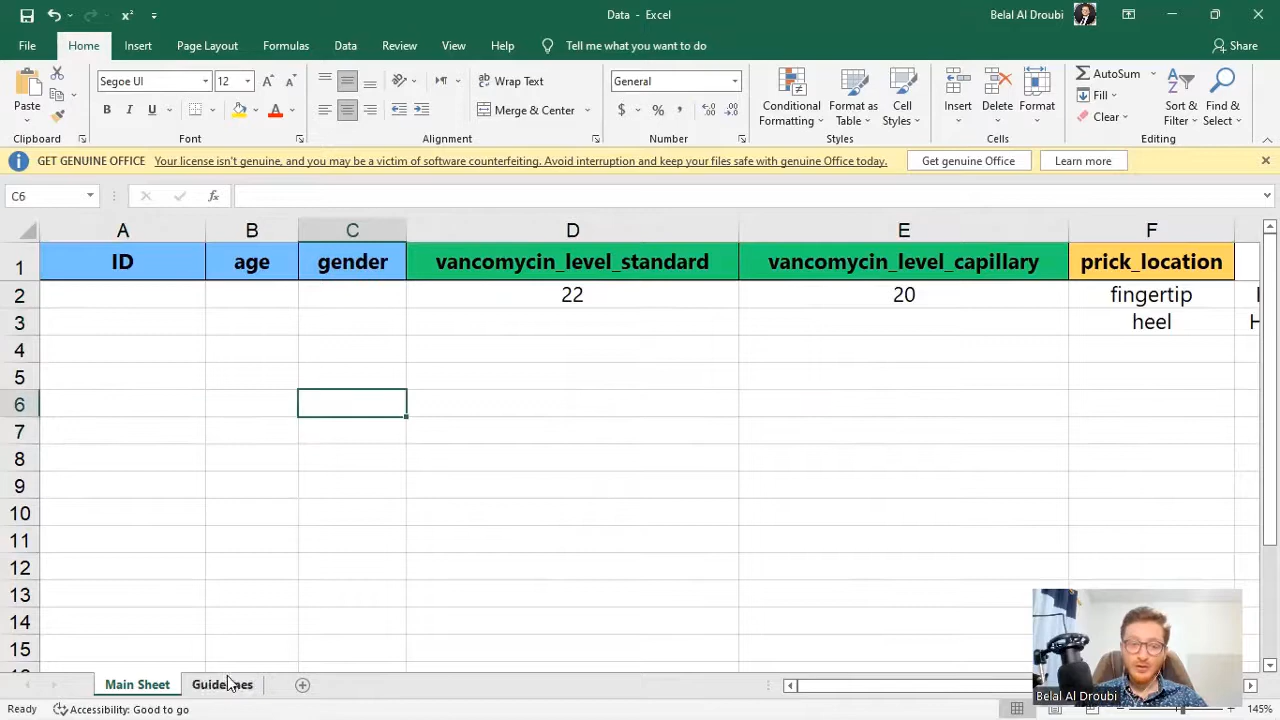 Data - Excel
Belal Al Droubi
File Home Insert Page Layout Formulas Data Review View Help Tell me what you want to do Share
Segoe UI 12 Wrap Text General AutoSum
Paste Merge & Center Conditional Formatting Format as Table Cell Styles Insert Delete Format Fill Clear Sort & Filter Find & Select
Clipboard Font Alignment Number Styles Cells Editing
GET GENUINE OFFICE Your license isn't genuine, and you may be a victim of software counterfeiting. Avoid interruption and keep your files safe with genuine Office today. Get genuine Office Learn more
C6 fx
A B C D E F
1 ID age gender vancomycin_level_standard vancomycin_level_capillary prick_location
2 22 20 fingertip
3 heel
4
5
6
7
8
9
10
11
12
13
14
15
Belal Al Droubi
Main Sheet Guidelines
Ready Accessibility: Good to go 145%